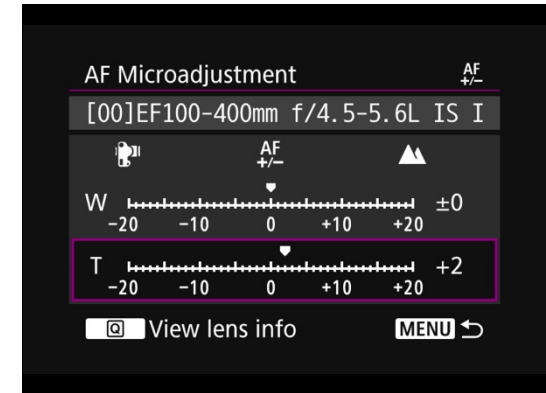 AF Microadjustment AF +/−
[00]EF100-400mm f/4.5-5.6L IS I
AF +/−
W ±0
−20 −10 0 +10 +20
T +2
−20 −10 0 +10 +20
Q View lens info MENU